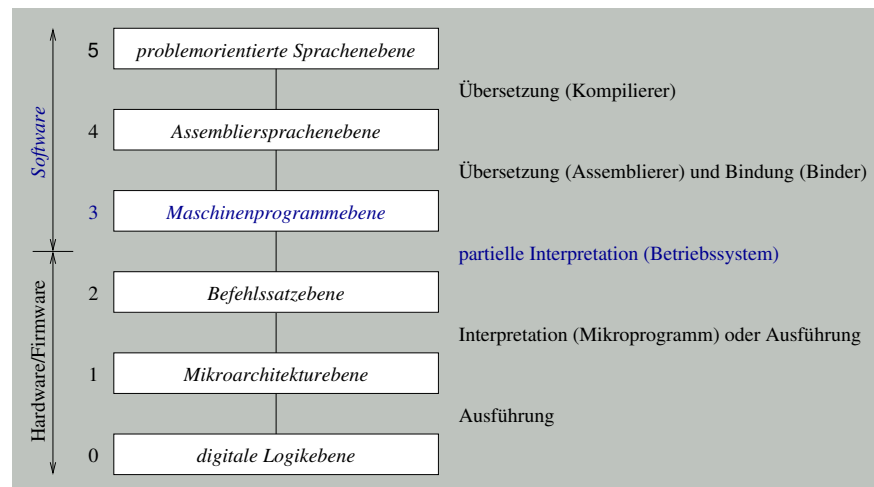 5 problemorientierte Sprachenebene
Übersetzung (Kompilierer)
4 Assembliersprachenebene
Software
Übersetzung (Assemblierer) und Bindung (Binder)
3 Maschinenprogrammebene
partielle Interpretation (Betriebssystem)
2 Befehlssatzebene
Hardware/Firmware
Interpretation (Mikroprogramm) oder Ausführung
1 Mikroarchitekturebene
Ausführung
0 digitale Logikebene